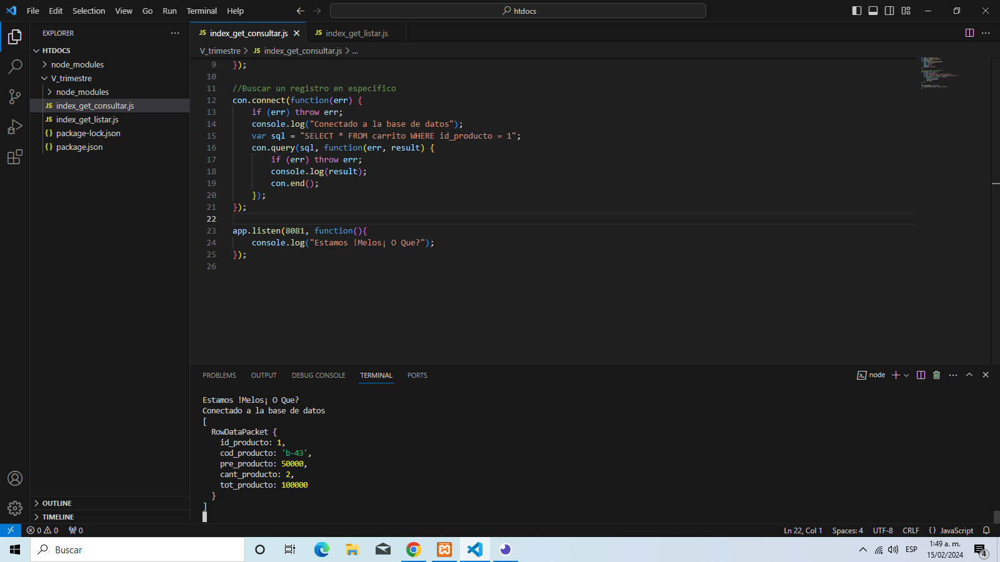 File Edit Selection View Go Run Terminal Help
htdocs
EXPLORER
HTDOCS
node_modules
V_trimestre
node_modules
JS index_get_consultar.js
JS index_get_listar.js
{} package-lock.json
{} package.json
OUTLINE
TIMELINE
JS index_get_consultar.js
JS index_get_listar.js
V_trimestre > JS index_get_consultar.js > ...
9 });
10
11 //Buscar un registro en especifico
12 con.connect(function(err) {
13 if (err) throw err;
14 console.log("Conectado a la base de datos");
15 var sql = "SELECT * FROM carrito WHERE id_producto = 1";
16 con.query(sql, function(err, result) {
17 if (err) throw err;
18 console.log(result);
19 con.end();
20 });
21 });
22
23 app.listen(8081, function(){
24 console.log("Estamos !Melos¡ O Que?");
25 });
26
PROBLEMS OUTPUT DEBUG CONSOLE TERMINAL PORTS
node
Estamos !Melos¡ O Que?
Conectado a la base de datos
[
RowDataPacket {
id_producto: 1,
cod_producto: 'b-43',
pre_producto: 50000,
cant_producto: 2,
tot_producto: 100000
}
]
0 0 0
Ln 22, Col 1 Spaces: 4 UTF-8 CRLF {} JavaScript
Buscar
ESP
1:49 a. m.
15/02/2024
4